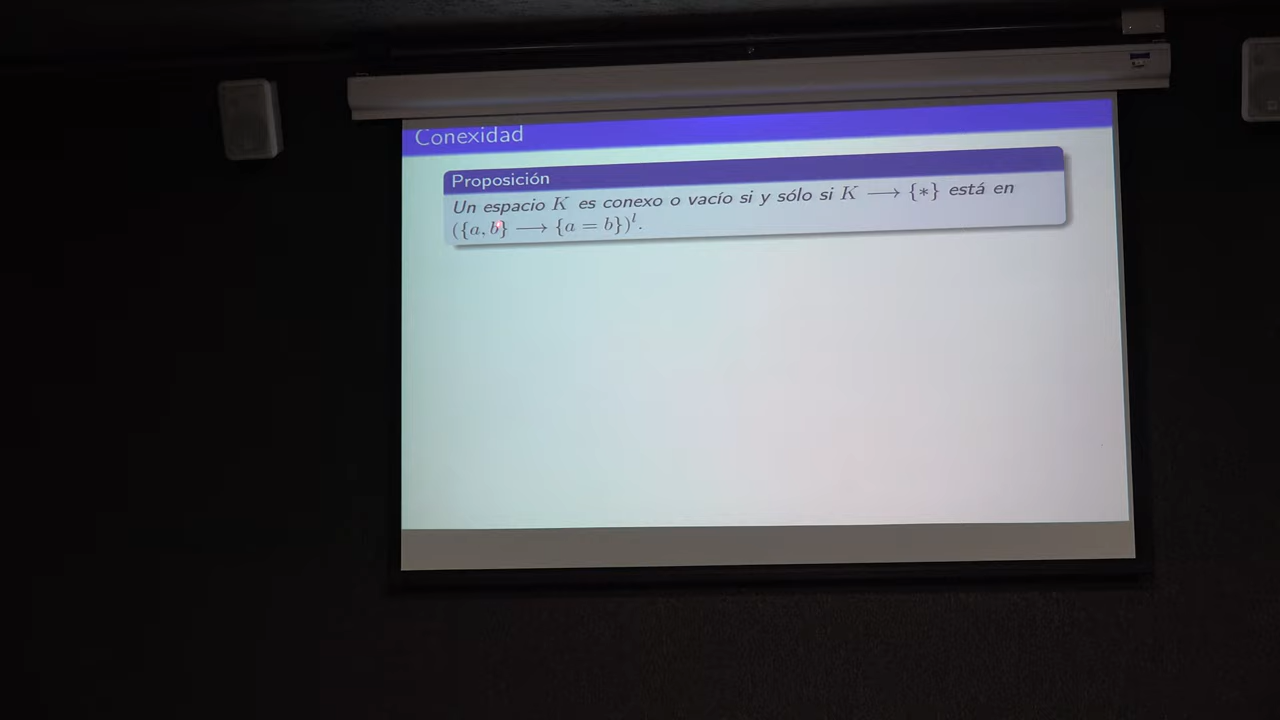 Conexidad
Proposición
Un espacio K es conexo o vacío si y sólo si K ⟶ {∗} está en
({a, b} ⟶ {a = b})ˡ.